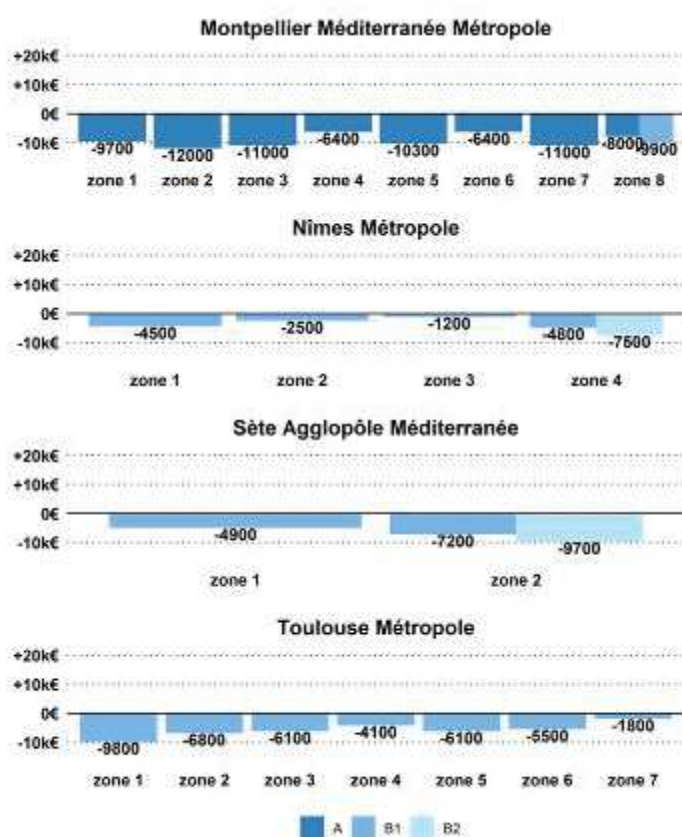 Montpellier Méditerranée Métropole
+20k€
+10k€
0€
-10k€
-9700 -12000 -11000 -6400 -10300 -6400 -11000 -8000 -9900
zone 1 zone 2 zone 3 zone 4 zone 5 zone 6 zone 7 zone 8
Nîmes Métropole
+20k€
+10k€
0€
-10k€
-4500 -2500 -1200 -4800 -7500
zone 1 zone 2 zone 3 zone 4
Sète Agglopôle Méditerranée
+20k€
+10k€
0€
-10k€
-4900 -7200 -9700
zone 1 zone 2
Toulouse Métropole
+20k€
+10k€
0€
-10k€
-9800 -6800 -6100 -4100 -6100 -5500 -1800
zone 1 zone 2 zone 3 zone 4 zone 5 zone 6 zone 7
A B1 B2